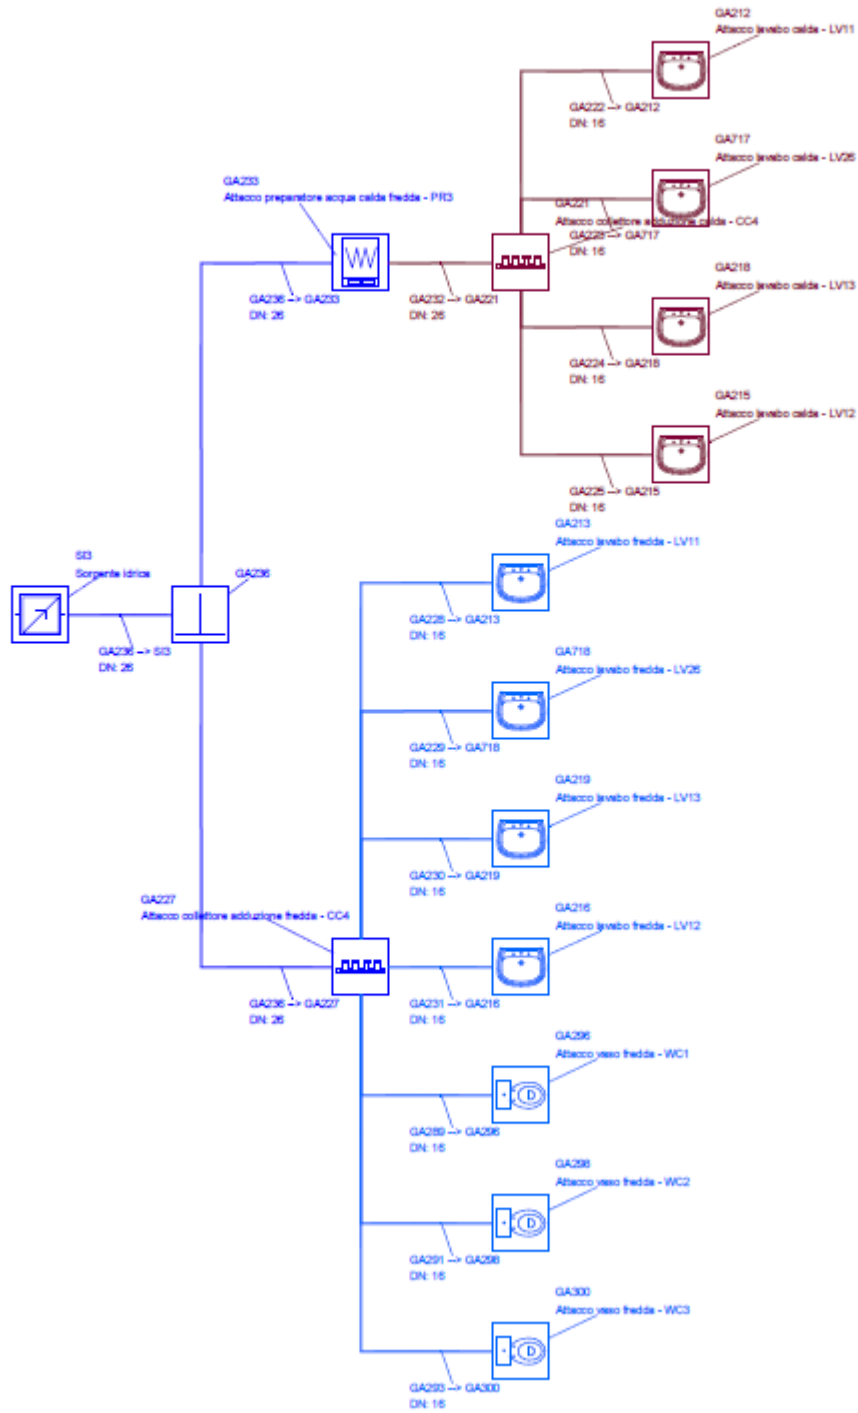 GA212
Attacco lavabo calda - LV11
GA222 --> GA212
DN: 16
GA717
Attacco lavabo calda - LV26
GA233
Attacco preparatore acqua calda fredda - PR3
GA221
Attacco collettore adduzione calda - CC4
GA223 --> GA717
DN: 16
GA218
Attacco lavabo calda - LV13
GA236 --> GA233
DN: 26
GA232 --> GA221
DN: 26
GA224 --> GA218
DN: 16
GA215
Attacco lavabo calda - LV12
GA225 --> GA215
DN: 16
GA213
Attacco lavabo fredda - LV11
SI3
Sorgente idrica
GA236
GA228 --> GA213
DN: 16
GA236 --> SI3
DN: 26
GA718
Attacco lavabo fredda - LV26
GA229 --> GA718
DN: 16
GA219
Attacco lavabo fredda - LV13
GA230 --> GA219
DN: 16
GA227
Attacco collettore adduzione fredda - CC4
GA216
Attacco lavabo fredda - LV12
GA236 --> GA227
DN: 26
GA231 --> GA216
DN: 16
GA296
Attacco vaso fredda - WC1
GA289 --> GA296
DN: 16
GA298
Attacco vaso fredda - WC2
GA291 --> GA298
DN: 16
GA300
Attacco vaso fredda - WC3
GA293 --> GA300
DN: 16